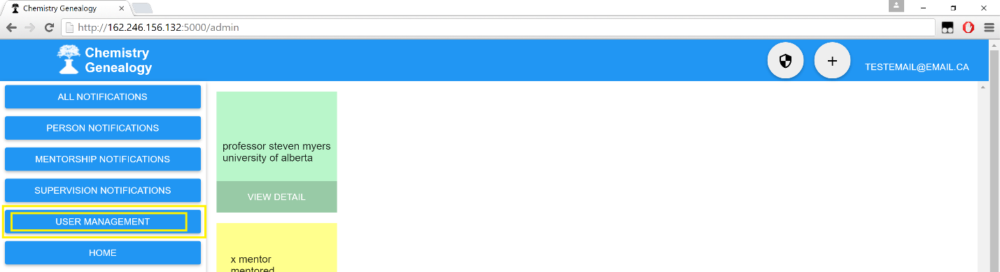 Chemistry Genealogy
http://162.246.156.132:5000/admin
Chemistry
Genealogy
TESTEMAIL@EMAIL.CA
ALL NOTIFICATIONS
PERSON NOTIFICATIONS
MENTORSHIP NOTIFICATIONS
SUPERVISION NOTIFICATIONS
USER MANAGEMENT
HOME
professor steven myers
university of alberta
VIEW DETAIL
x mentor
mentored